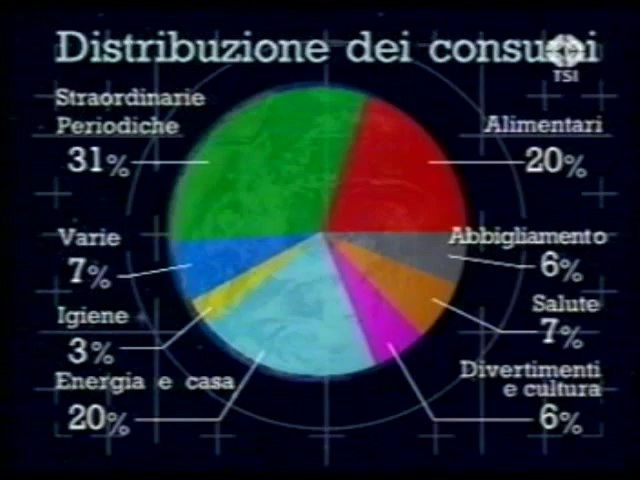 Distribuzione dei consumi
TSI
Straordinarie
Periodiche
31%
Alimentari
20%
Varie
7%
Abbigliamento
6%
Igiene
3%
Salute
7%
Energia e casa
20%
Divertimenti
e cultura
6%